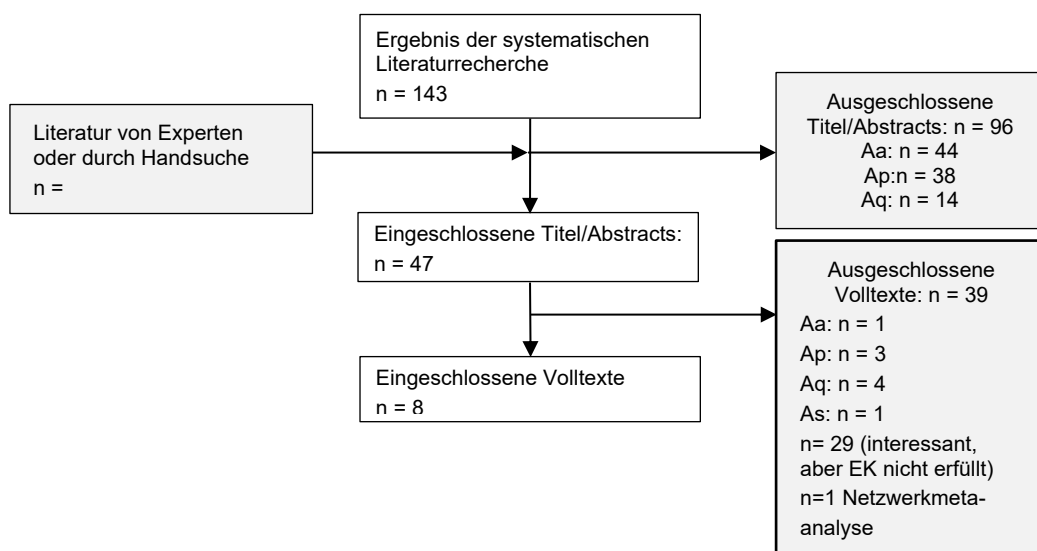 Ergebnis der systematischen
Literaturrecherche
n = 143
Literatur von Experten
oder durch Handsuche
n =
Ausgeschlossene
Titel/Abstracts: n = 96
Aa: n = 44
Ap:n = 38
Aq: n = 14
Eingeschlossene Titel/Abstracts:
n = 47
Ausgeschlossene
Volltexte: n = 39
Aa: n = 1
Ap: n = 3
Aq: n = 4
As: n = 1
n= 29 (interessant,
aber EK nicht erfüllt)
n=1 Netzwerkmeta-
analyse
Eingeschlossene Volltexte
n = 8